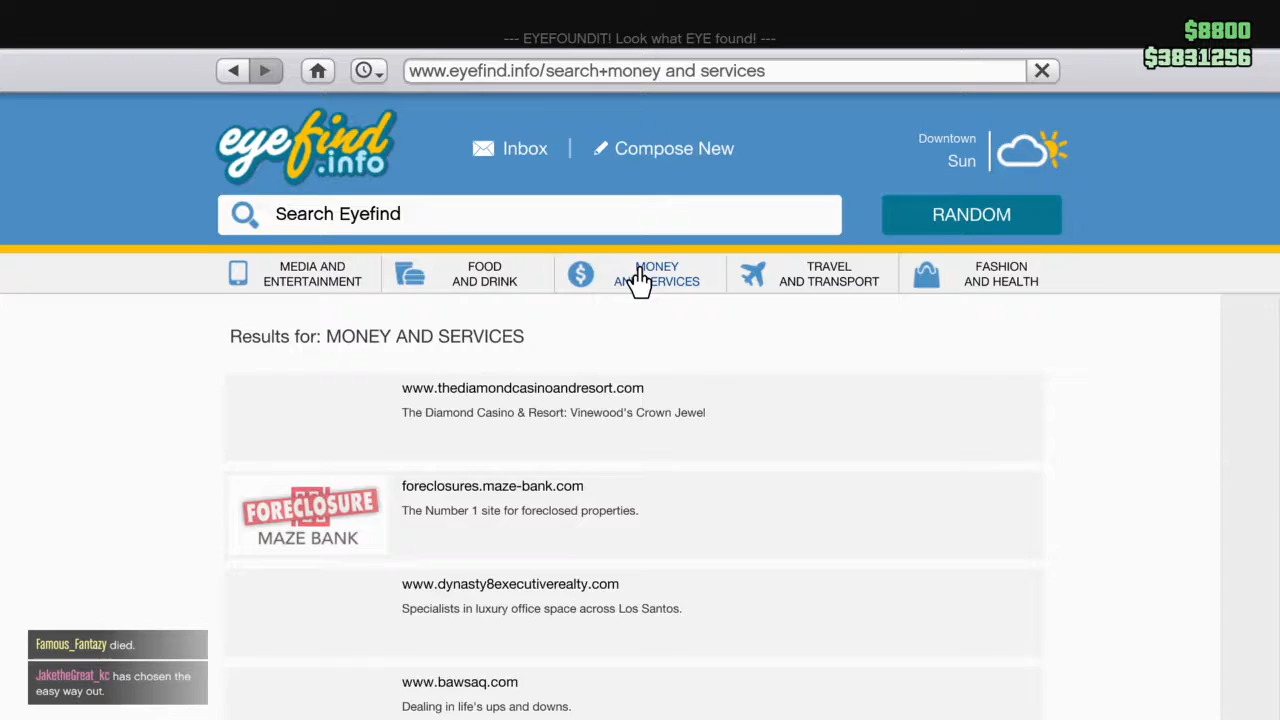 --- EYEFOUNDIT! Look what EYE found! ---
$8800
$3831256
www.eyefind.info/search+money and services
eyefind
.info
Inbox
Compose New
Downtown
Sun
Search Eyefind
RANDOM
MEDIA AND
ENTERTAINMENT
FOOD
AND DRINK
MONEY
AND SERVICES
TRAVEL
AND TRANSPORT
FASHION
AND HEALTH
Results for: MONEY AND SERVICES
www.thediamondcasinoandresort.com
The Diamond Casino & Resort: Vinewood's Crown Jewel
FORECLOSURE
MAZE BANK
foreclosures.maze-bank.com
The Number 1 site for foreclosed properties.
www.dynasty8executiverealty.com
Specialists in luxury office space across Los Santos.
www.bawsaq.com
Dealing in life's ups and downs.
Famous_Fantazy died.
JaketheGreat_kc has chosen the
easy way out.